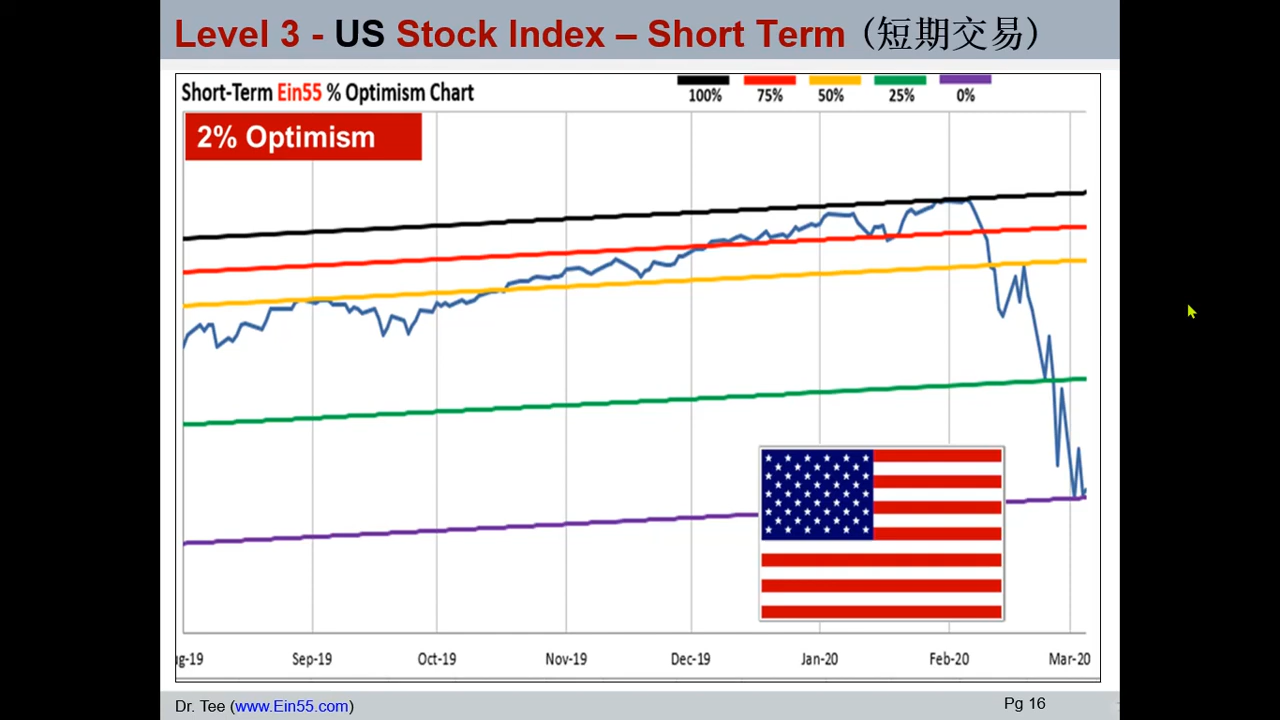 Level 3 - US Stock Index – Short Term (短期交易)
Short-Term Ein55 % Optimism Chart
100% 75% 50% 25% 0%
2% Optimism
ug-19 Sep-19 Oct-19 Nov-19 Dec-19 Jan-20 Feb-20 Mar-20
Dr. Tee (www.Ein55.com) Pg 16